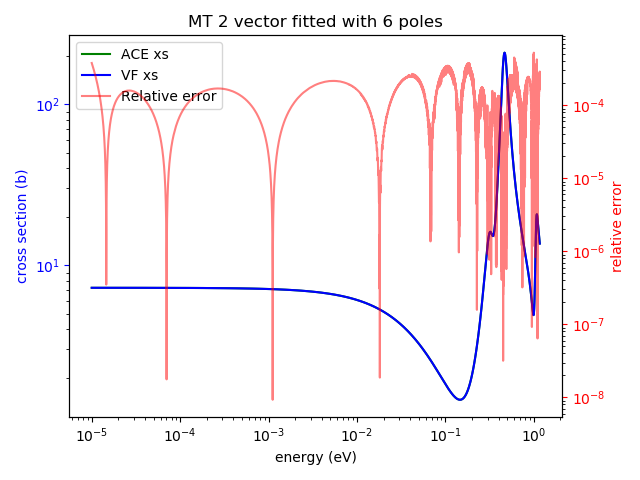 MT 2 vector fitted with 6 poles
ACE xs
VF xs
Relative error
10²
10¹
cross section (b)
10⁻⁴
10⁻⁵
10⁻⁶
10⁻⁷
10⁻⁸
relative error
10⁻⁵ 10⁻⁴ 10⁻³ 10⁻² 10⁻¹ 10⁰
energy (eV)